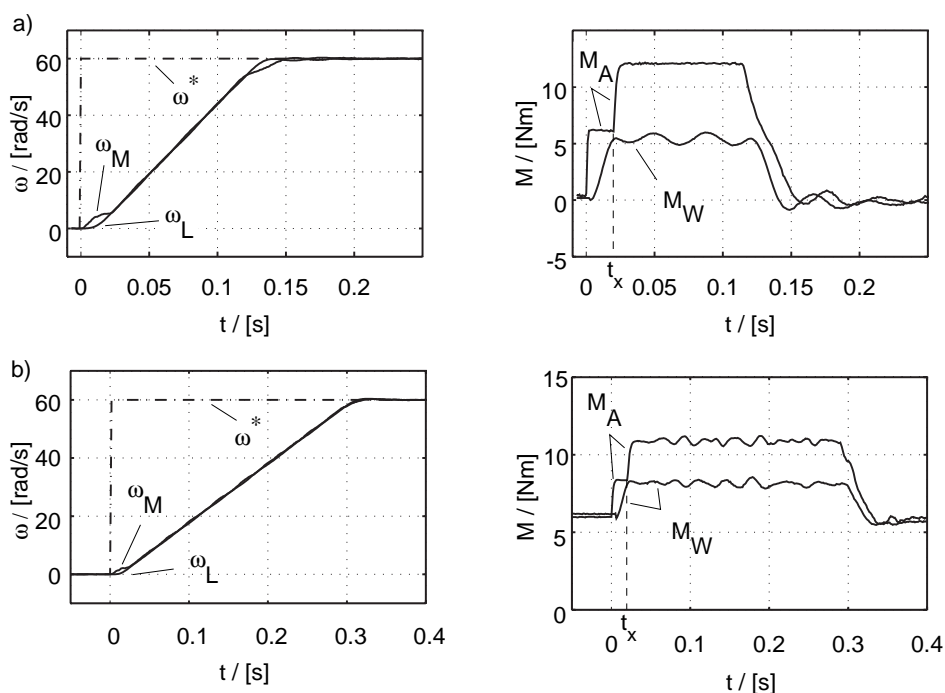 a)
60
40
20
0
ω / [rad/s]
ω*
ωM
ωL
0 0.05 0.1 0.15 0.2
t / [s]
10
5
0
-5
M / [Nm]
MA
MW
0 tx 0.05 0.1 0.15 0.2
t / [s]
b)
60
40
20
0
ω / [rad/s]
ω*
ωM
ωL
0 0.1 0.2 0.3 0.4
t / [s]
15
10
5
0
M / [Nm]
MA
MW
0 tx 0.1 0.2 0.3 0.4
t / [s]